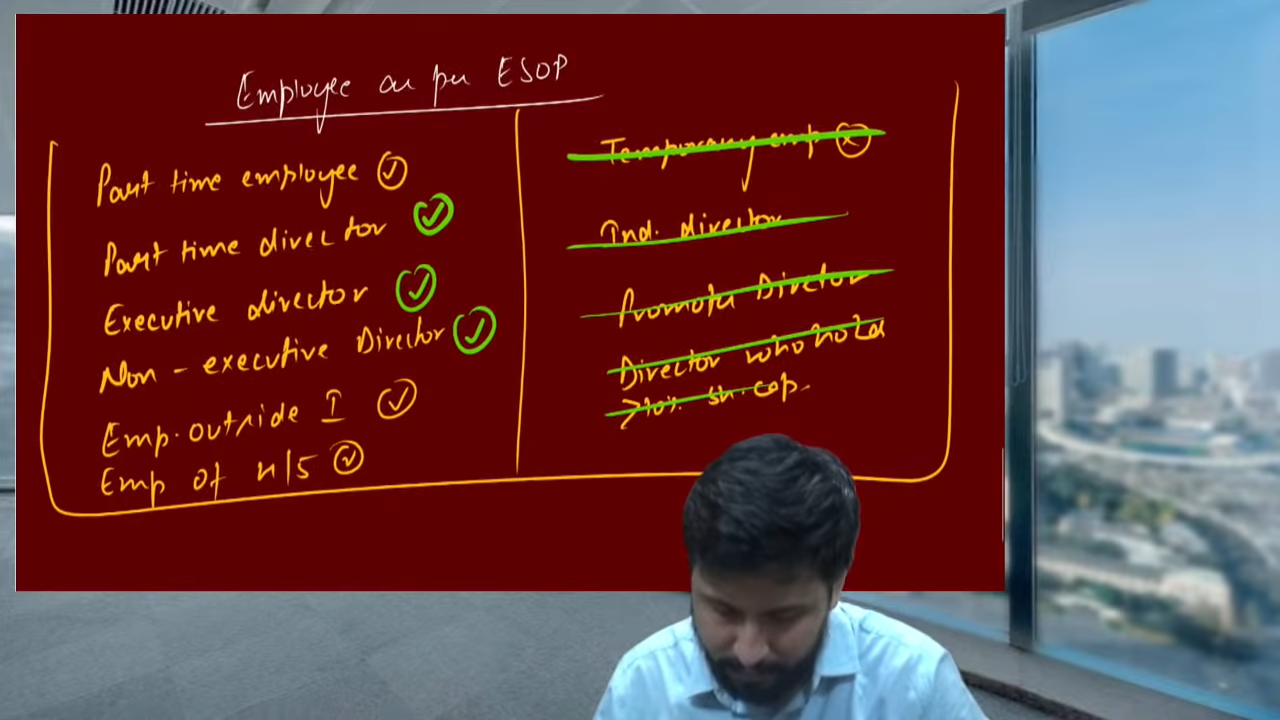 Employee as per ESOP
Part time employee
Part time director
Executive director
Non-executive Director
Emp. outside I
Emp of H/S
Temporary emp
Ind. director
Promoter Director
Director who hold
>10% sh. cap.